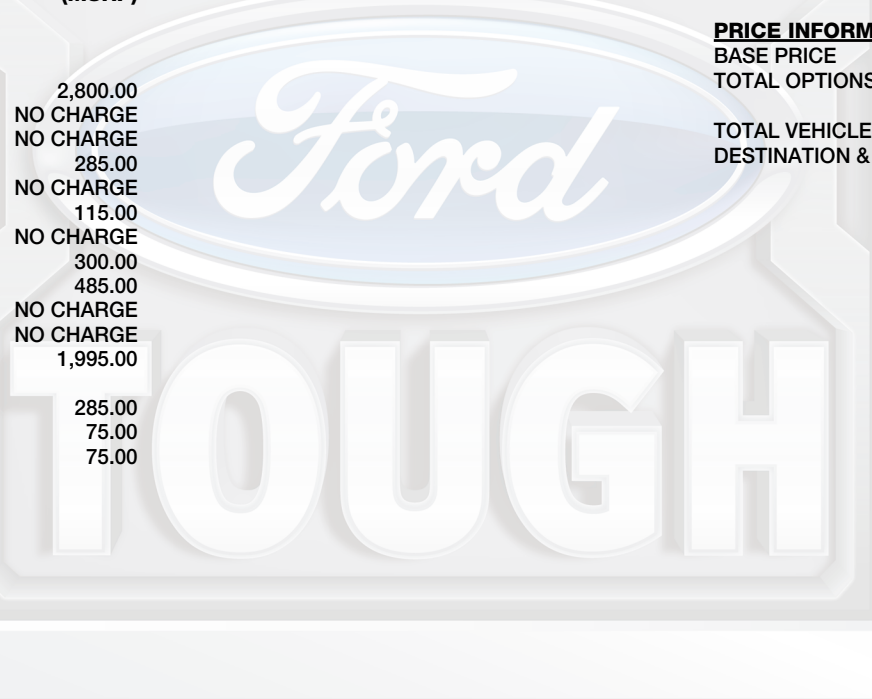 (MSRP)
2,800.00
NO CHARGE
NO CHARGE
285.00
NO CHARGE
115.00
NO CHARGE
300.00
485.00
NO CHARGE
NO CHARGE
1,995.00
285.00
75.00
75.00
PRICE INFORM
BASE PRICE
TOTAL OPTIONS
TOTAL VEHICLE
DESTINATION &
Ford
TOUGH